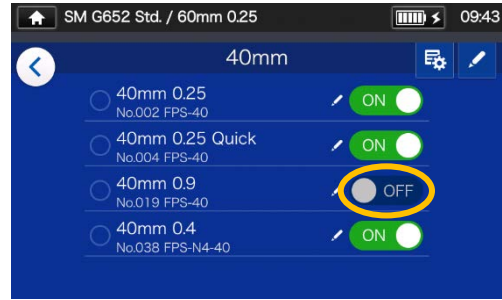 SM G652 Std. / 60mm 0.25 09:43
40mm
40mm 0.25 ON
No.002 FPS-40
40mm 0.25 Quick ON
No.004 FPS-40
40mm 0.9 OFF
No.019 FPS-40
40mm 0.4 ON
No.038 FPS-N4-40